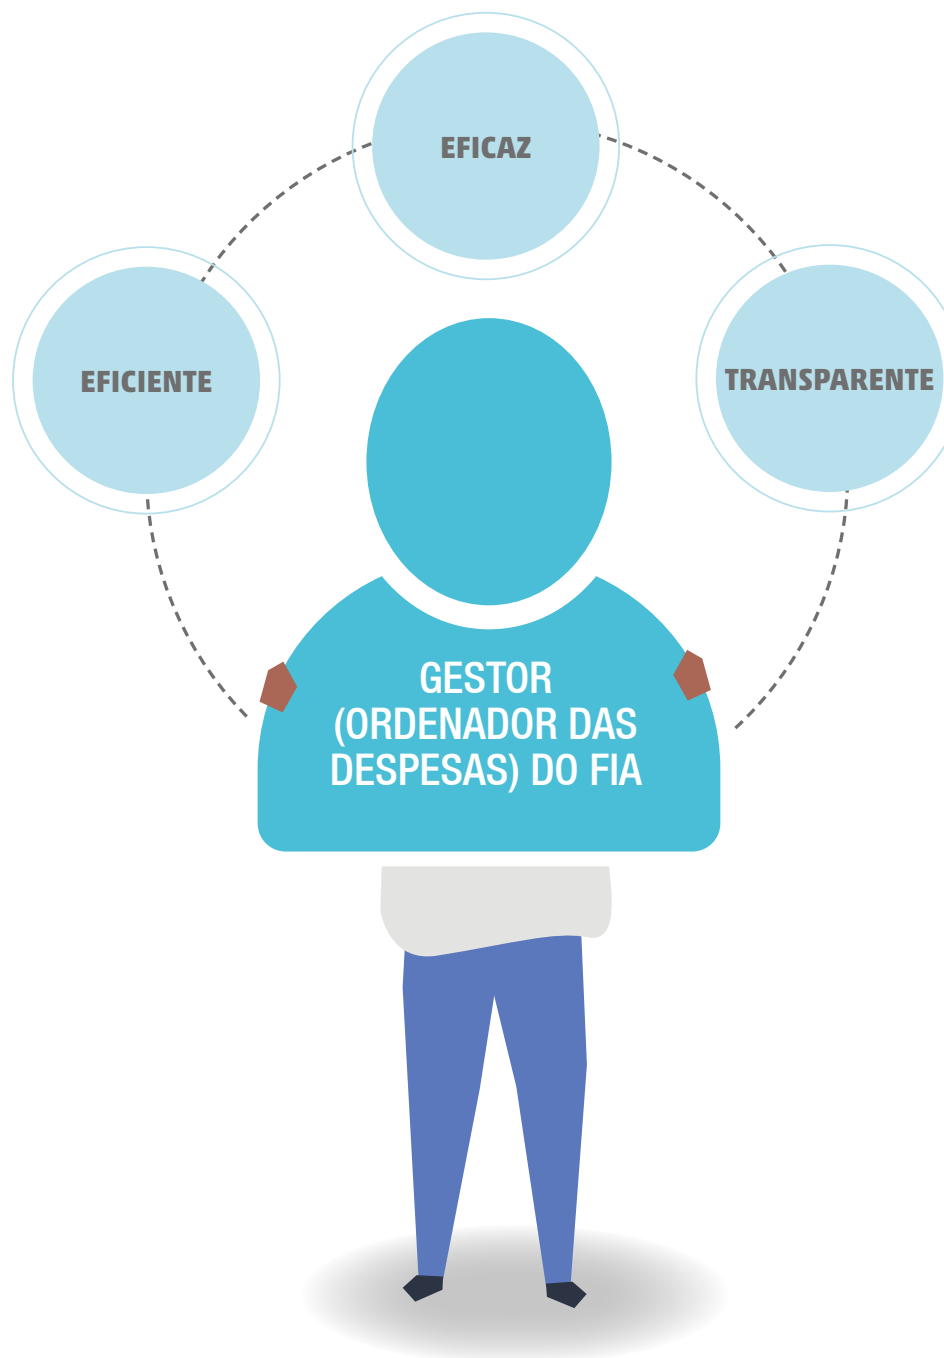 EFICAZ
EFICIENTE
TRANSPARENTE
GESTOR
(ORDENADOR DAS
DESPESAS) DO FIA